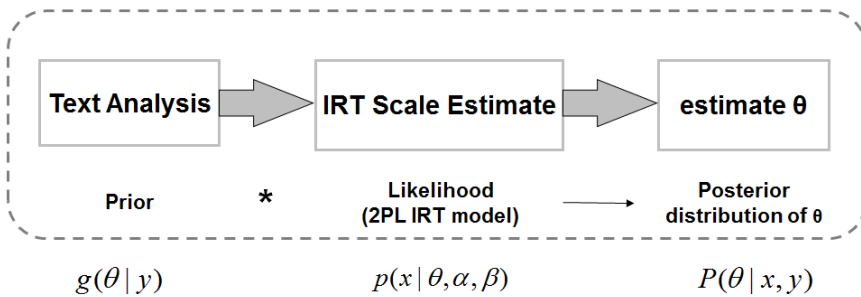 Text Analysis
IRT Scale Estimate
estimate θ
Prior
*
Likelihood
(2PL IRT model)
Posterior
distribution of θ
g(θ | y)
p(x | θ, α, β)
P(θ | x, y)